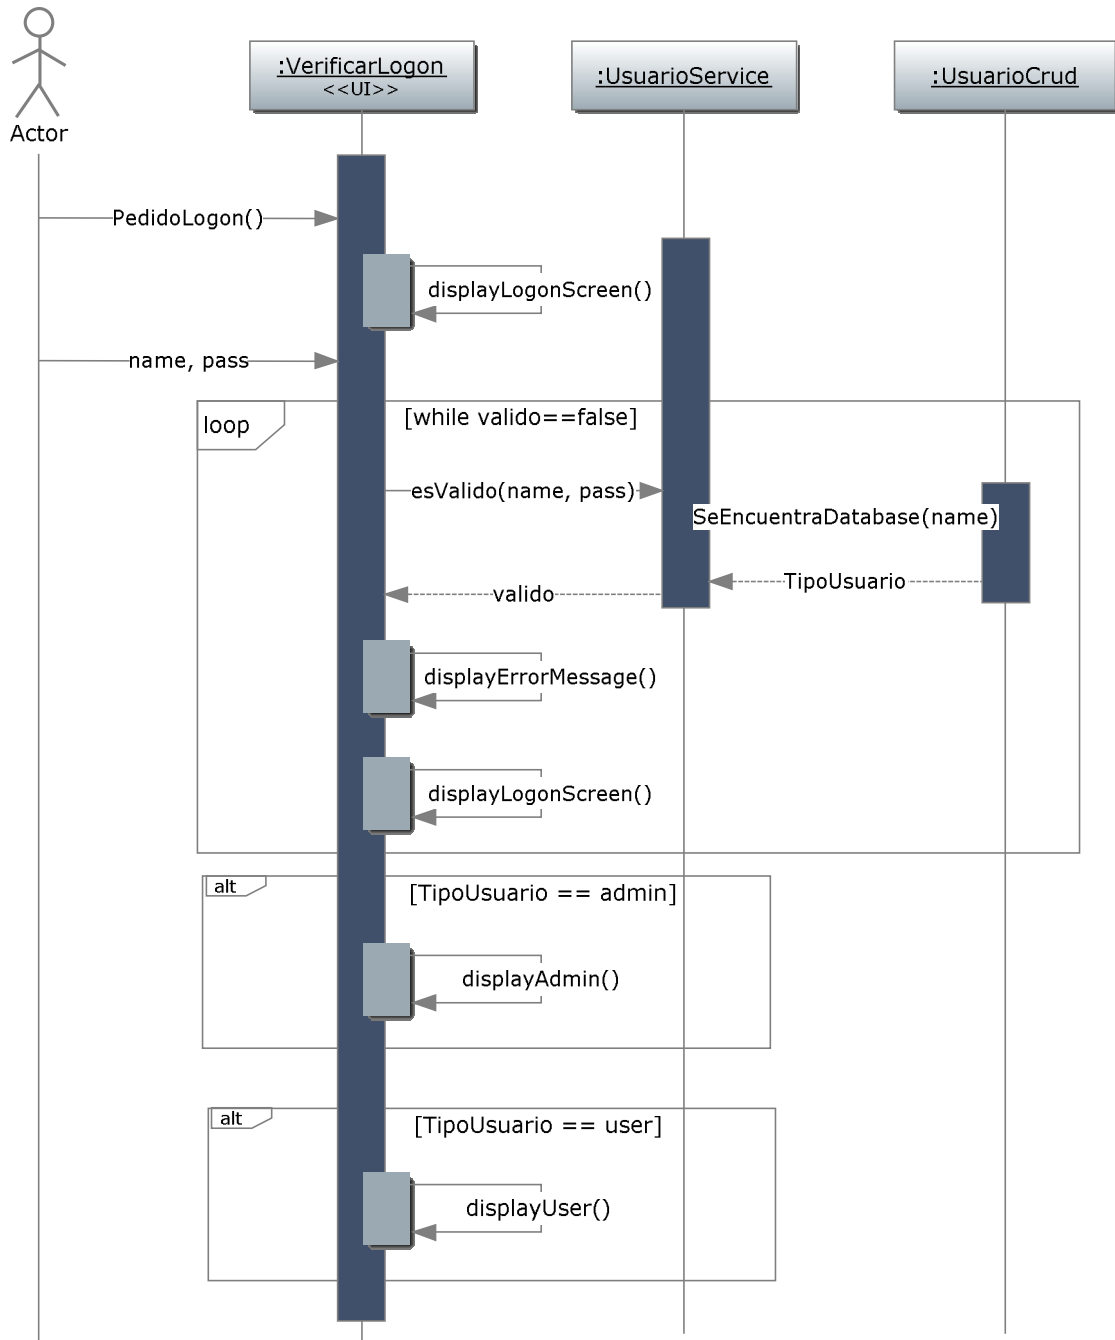 Actor
:VerificarLogon
<<UI>>
:UsuarioService
:UsuarioCrud
PedidoLogon()
displayLogonScreen()
name, pass
loop
[while valido==false]
esValido(name, pass)
SeEncuentraDatabase(name)
TipoUsuario
valido
displayErrorMessage()
displayLogonScreen()
alt
[TipoUsuario == admin]
displayAdmin()
alt
[TipoUsuario == user]
displayUser()